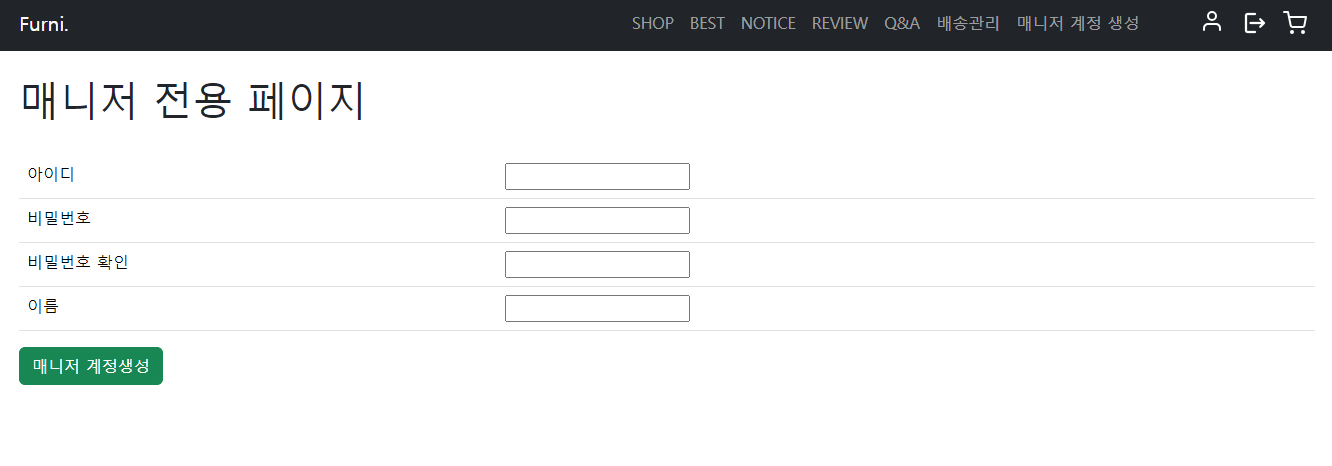 Furni. SHOP BEST NOTICE REVIEW Q&A 배송관리 매니저 계정 생성
매니저 전용 페이지
아이디
비밀번호
비밀번호 확인
이름
매니저 계정생성